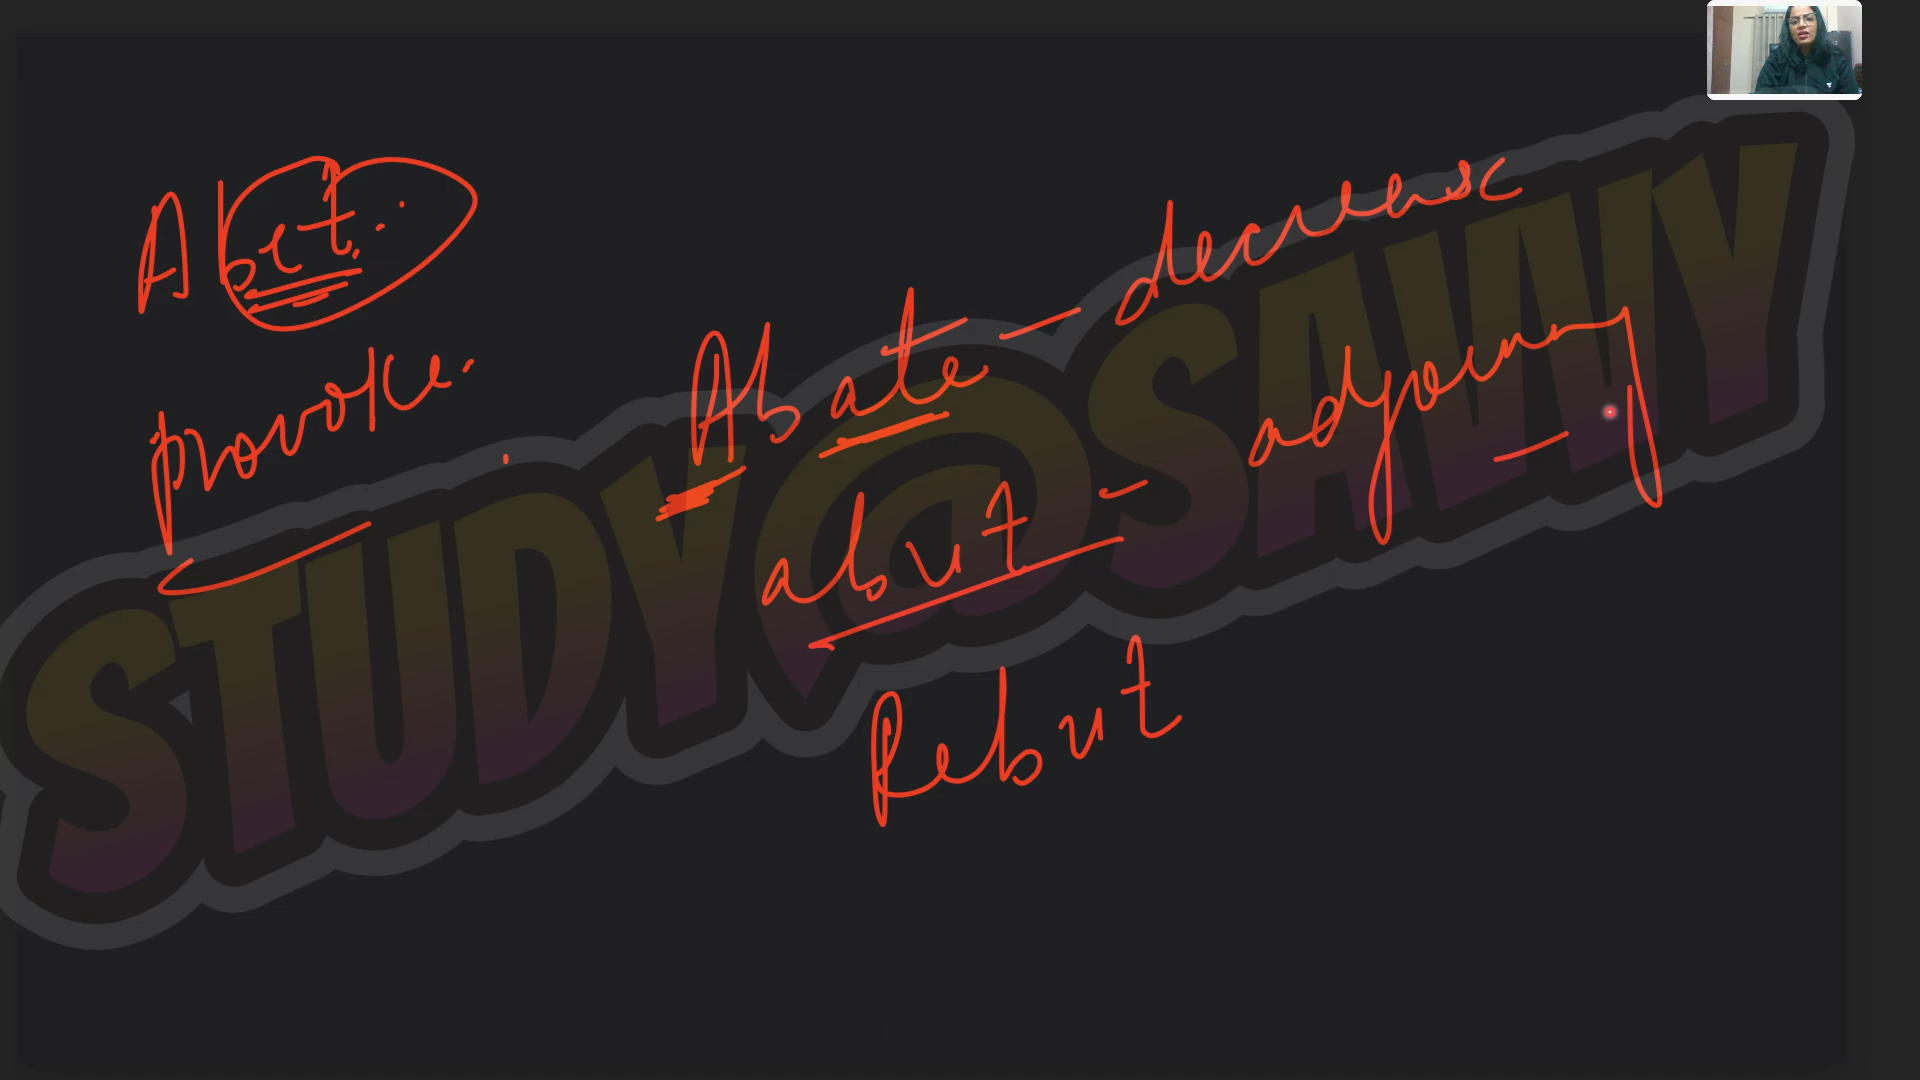 Abet.
provoke.
Abate - decrease
abut - adjoining
Rebut
STUDY@SAVVY